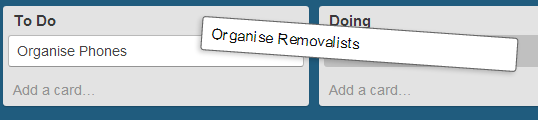 To Do
Organise Phones
Add a card...
Organise Removalists
Doing
Add a card...